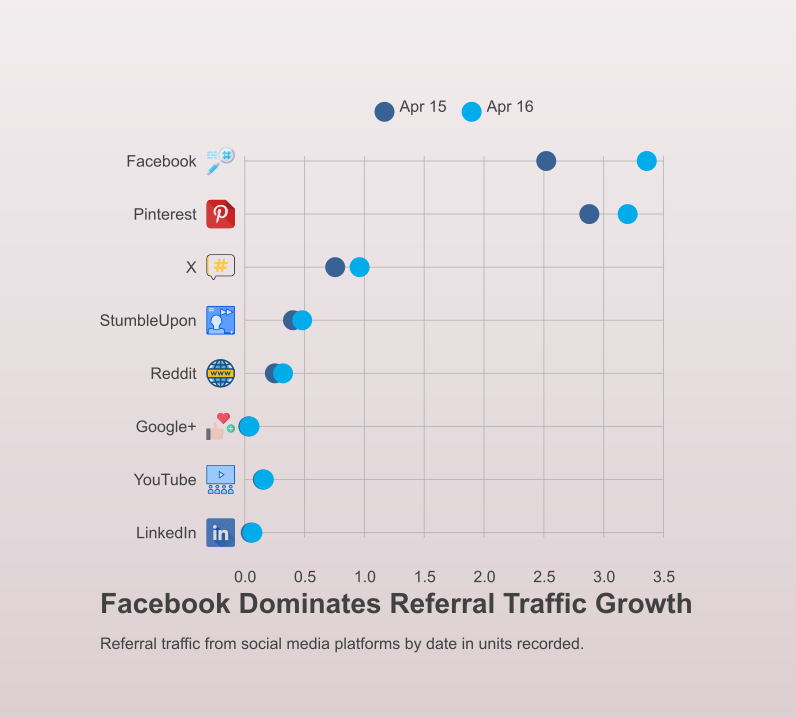 Apr 15 Apr 16
Facebook
Pinterest
X #
StumbleUpon
Reddit WWW
Google+
YouTube
LinkedIn in
0.0 0.5 1.0 1.5 2.0 2.5 3.0 3.5
Facebook Dominates Referral Traffic Growth
Referral traffic from social media platforms by date in units recorded.